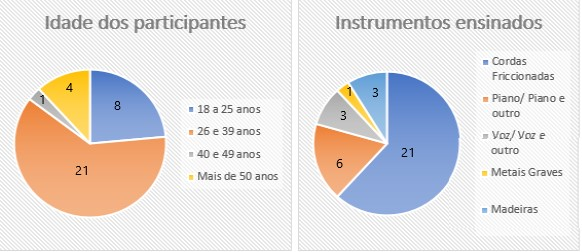 Idade dos participantes
4
1
8
21
18 a 25 anos
26 e 39 anos
40 e 49 anos
Mais de 50 anos
Instrumentos ensinados
1
3
3
6
21
Cordas
Friccionadas
Piano/ Piano e
outro
Voz/ Voz e
outro
Metais Graves
Madeiras